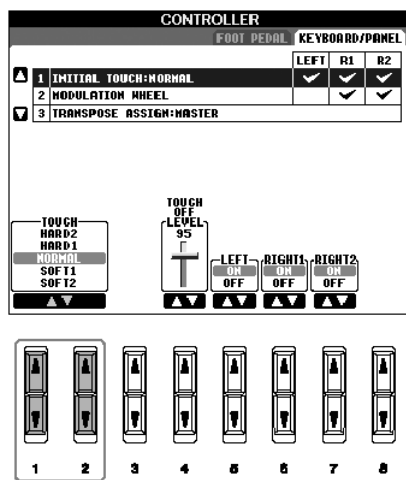 CONTROLLER
FOOT PEDAL KEYBOARD/PANEL
LEFT R1 R2
1 INITIAL TOUCH:NORMAL
2 MODULATION WHEEL
3 TRANSPOSE ASSIGN:MASTER
TOUCH
OFF
LEVEL
95
TOUCH
HARD2
HARD1
NORMAL
SOFT1
SOFT2
LEFT RIGHT1 RIGHT2
ON ON ON
OFF OFF OFF
1 2 3 4 5 6 7 8